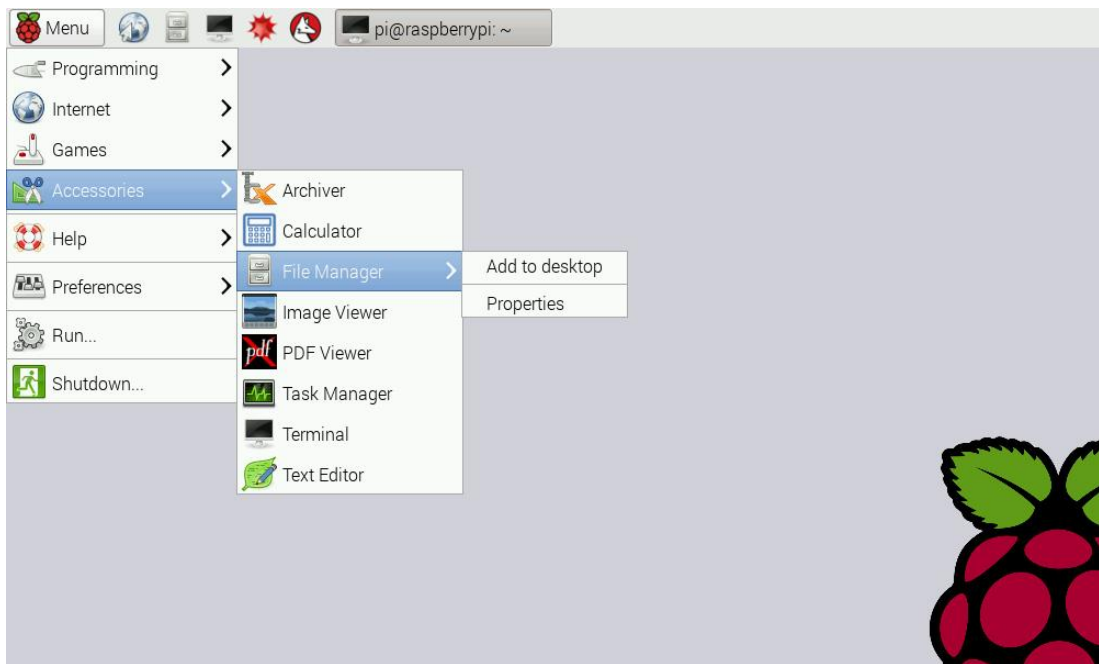 Menu
pi@raspberrypi: ~
Programming
Internet
Games
Accessories
Help
Preferences
Run...
Shutdown...
Archiver
Calculator
File Manager
Image Viewer
pdf
PDF Viewer
Task Manager
Terminal
Text Editor
Add to desktop
Properties